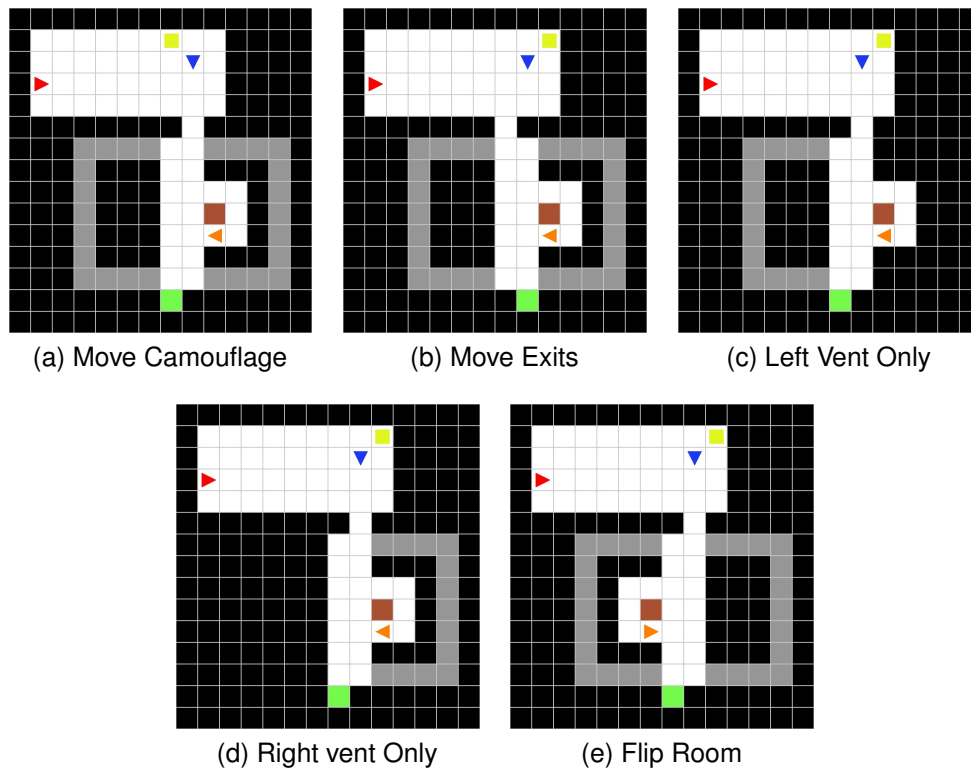 (a) Move Camouflage
(b) Move Exits
(c) Left Vent Only
(d) Right vent Only
(e) Flip Room